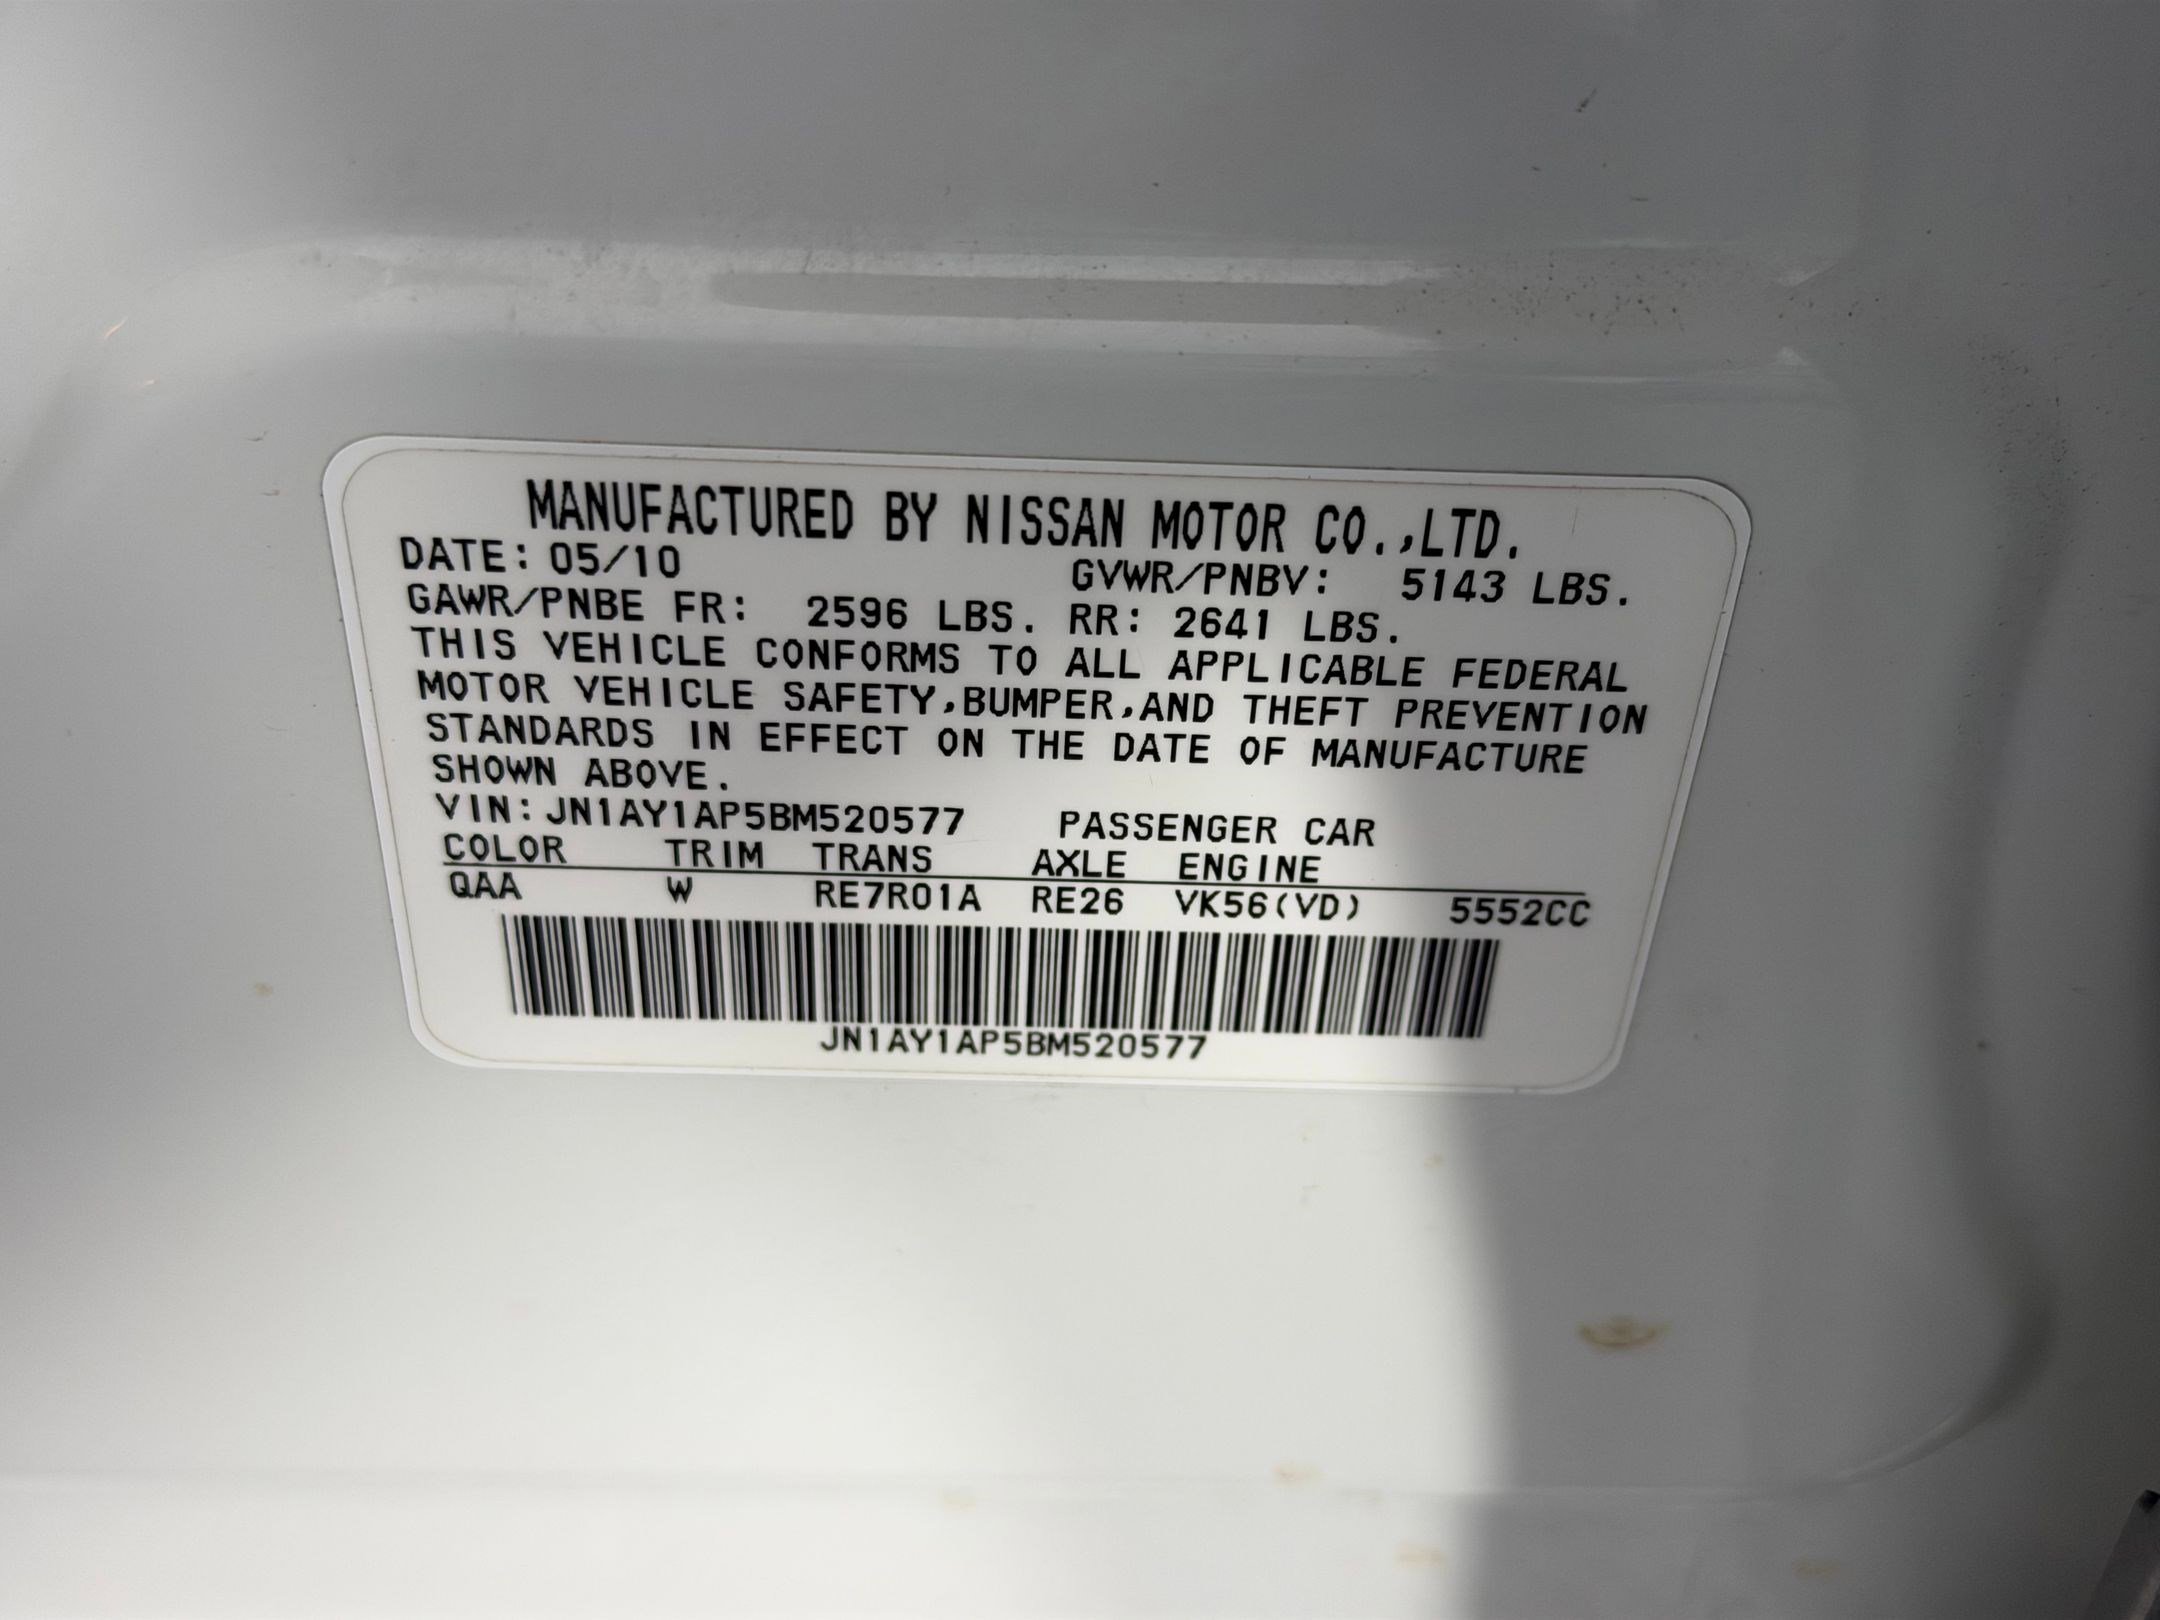 MANUFACTURED BY NISSAN MOTOR CO.,LTD.
DATE: 05/10 GVWR/PNBV: 5143 LBS.
GAWR/PNBE FR: 2596 LBS. RR: 2641 LBS.
THIS VEHICLE CONFORMS TO ALL APPLICABLE FEDERAL
MOTOR VEHICLE SAFETY,BUMPER,AND THEFT PREVENTION
STANDARDS IN EFFECT ON THE DATE OF MANUFACTURE
SHOWN ABOVE.
VIN:JN1AY1AP5BM520577 PASSENGER CAR
COLOR TRIM TRANS AXLE ENGINE
QAA W RE7R01A RE26 VK56(VD) 5552CC
JN1AY1AP5BM520577